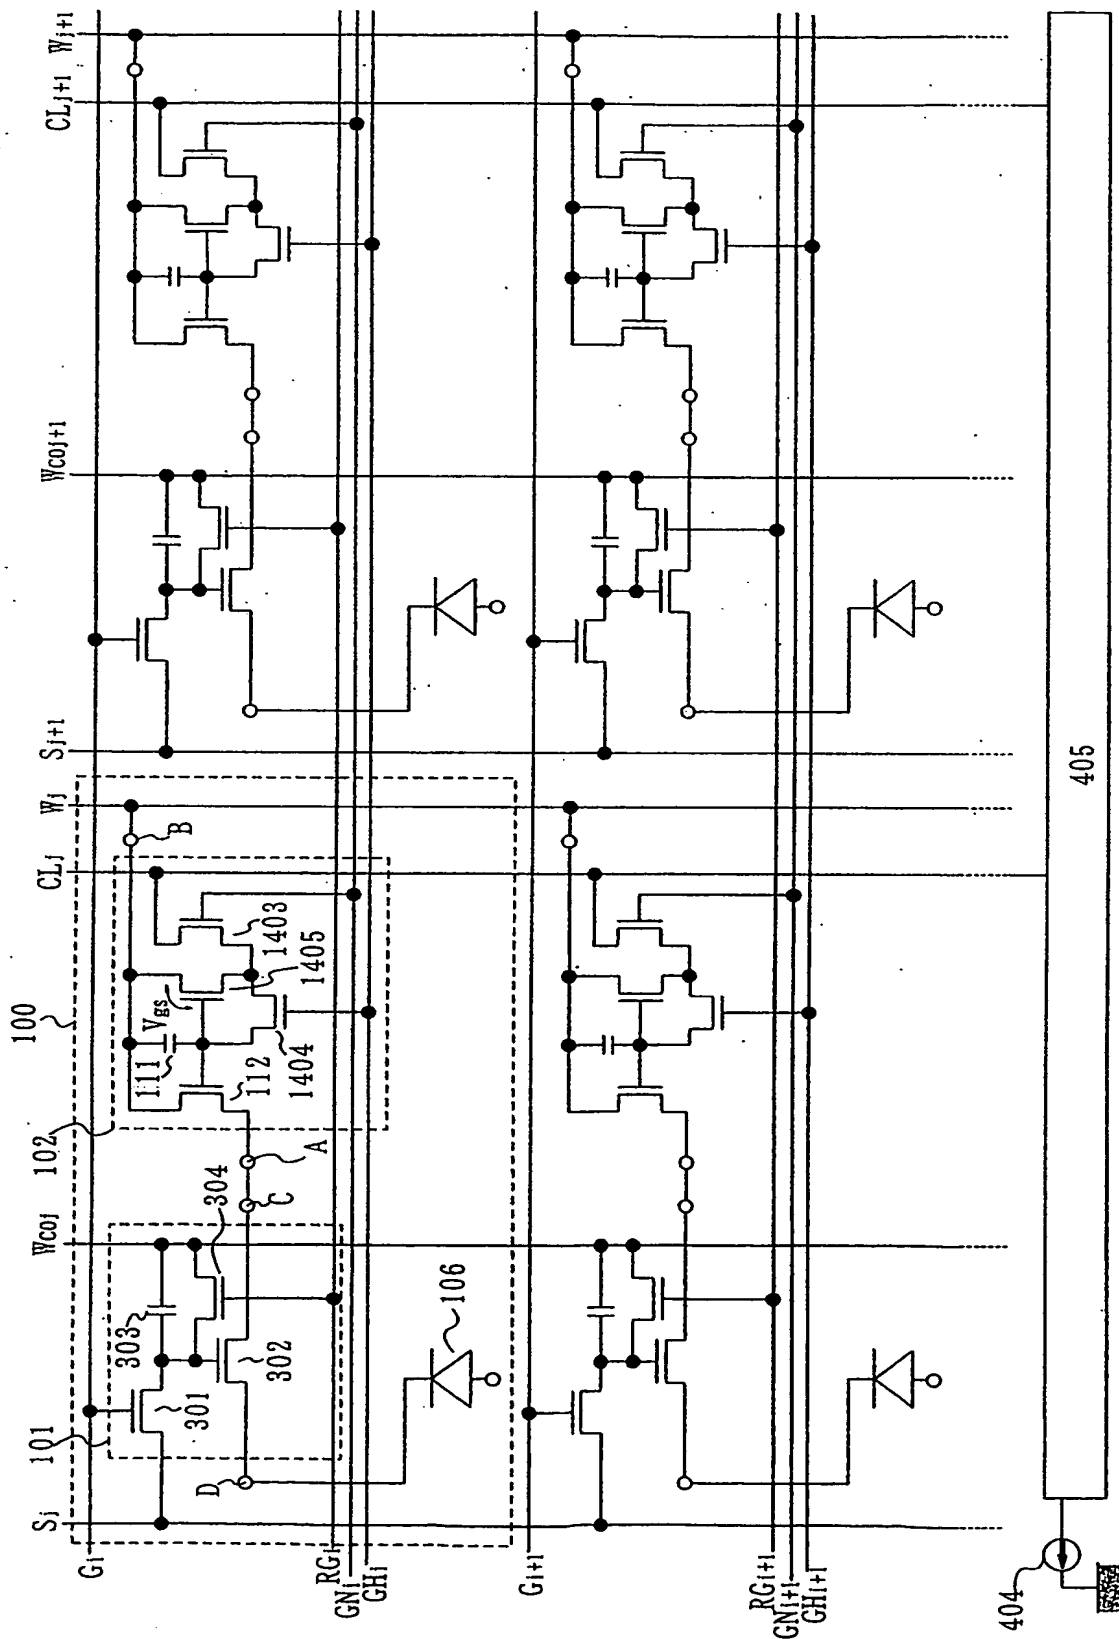 100
Sj
101
Wcoj
102
CLj
Wj
Sj+1
Wcoj+1
CLj+1
Wj+1
Gi
301
303
304
302
D
C
A
B
111
Vgs
112
1404
1405
1403
106
RGi
GNi
GHi
Gi+1
RGi+1
GNi+1
GHi+1
404
405